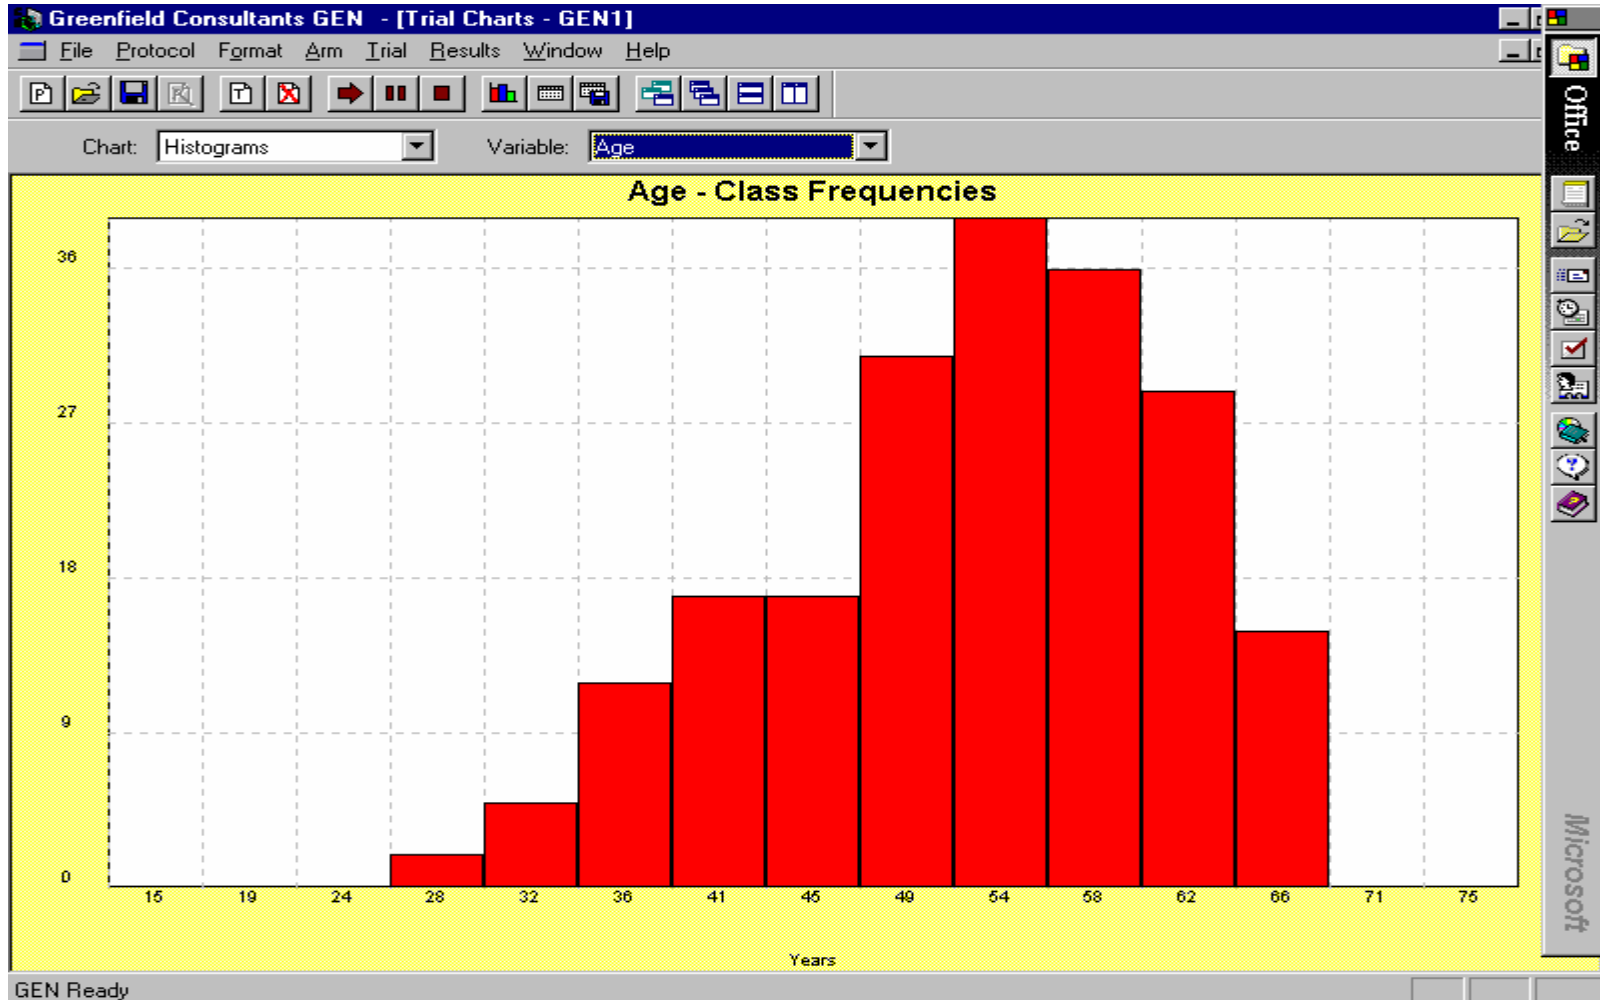 Greenfield Consultants GEN - [Trial Charts - GEN1]
File Protocol Format Arm Trial Results Window Help
P T
Chart: Histograms Variable: Age
Age - Class Frequencies
36
27
18
9
0
15 19 24 28 32 36 41 45 49 54 58 62 66 71 75
Years
GEN Ready
Office
Microsoft